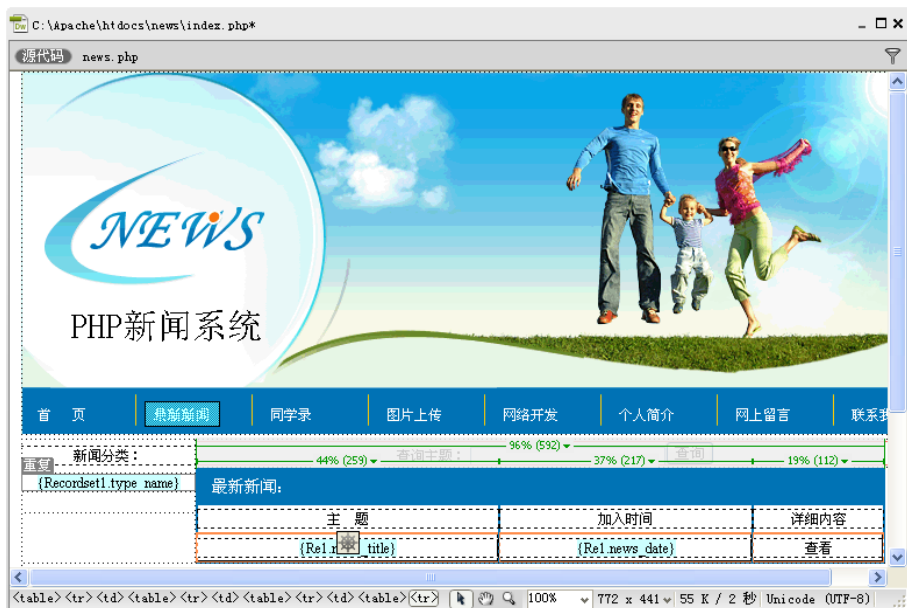 C:\Apache\htdocs\news\index.php*
源代码 news.php
NEWS
PHP新闻系统
首 页 最新新闻 同学录 图片上传 网络开发 个人简介 网上留言 联系我
新闻分类：
96% (592)
44% (259) 查询主题： 37% (217) 查询 19% (112)
重复
{Recordset1.type_name}
最新新闻:
主 题 加入时间 详细内容
_title} {Re1.news_date} 查看
<table> <tr> <td> <table> <tr> <td> <table> <tr> <td> <table> <tr> 100% 772 x 441 55 K / 2 秒 Unicode (UTF-8)